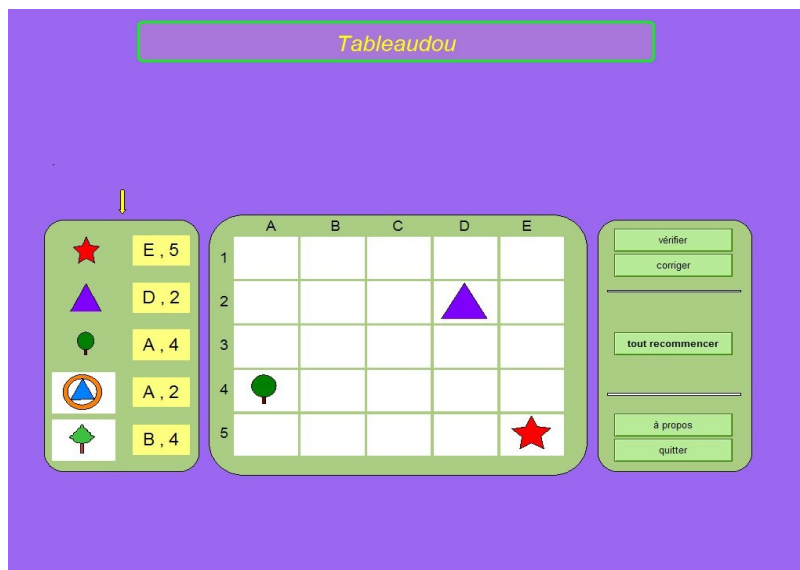 Tableaudou
E , 5
D , 2
A , 4
A , 2
B , 4
A B C D E
1
2
3
4
5
vérifier
corriger
tout recommencer
à propos
quitter